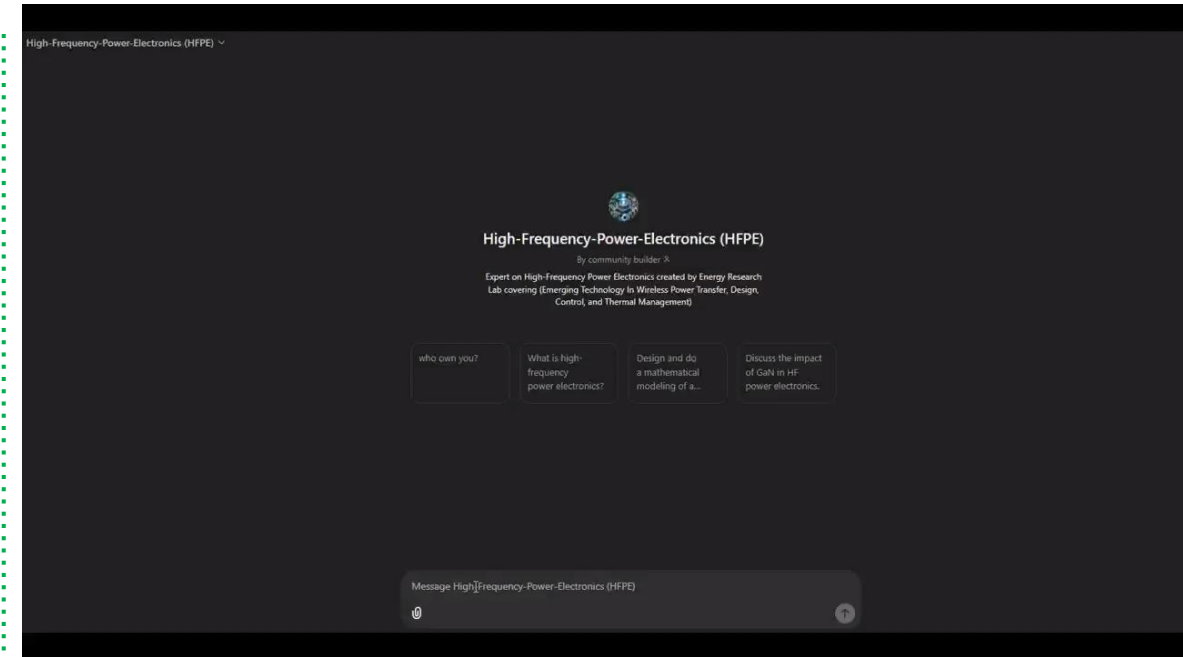 High-Frequency-Power-Electronics (HFPE)
High-Frequency-Power-Electronics (HFPE)
By community builder
Expert on High-Frequency Power Electronics created by Energy Research
Lab covering (Emerging Technology In Wireless Power Transfer, Design,
Control, and Thermal Management)
who own you?
What is high-
frequency
power electronics?
Design and do
a mathematical
modeling of a...
Discuss the impact
of GaN in HF
power electronics.
Message High-Frequency-Power-Electronics (HFPE)